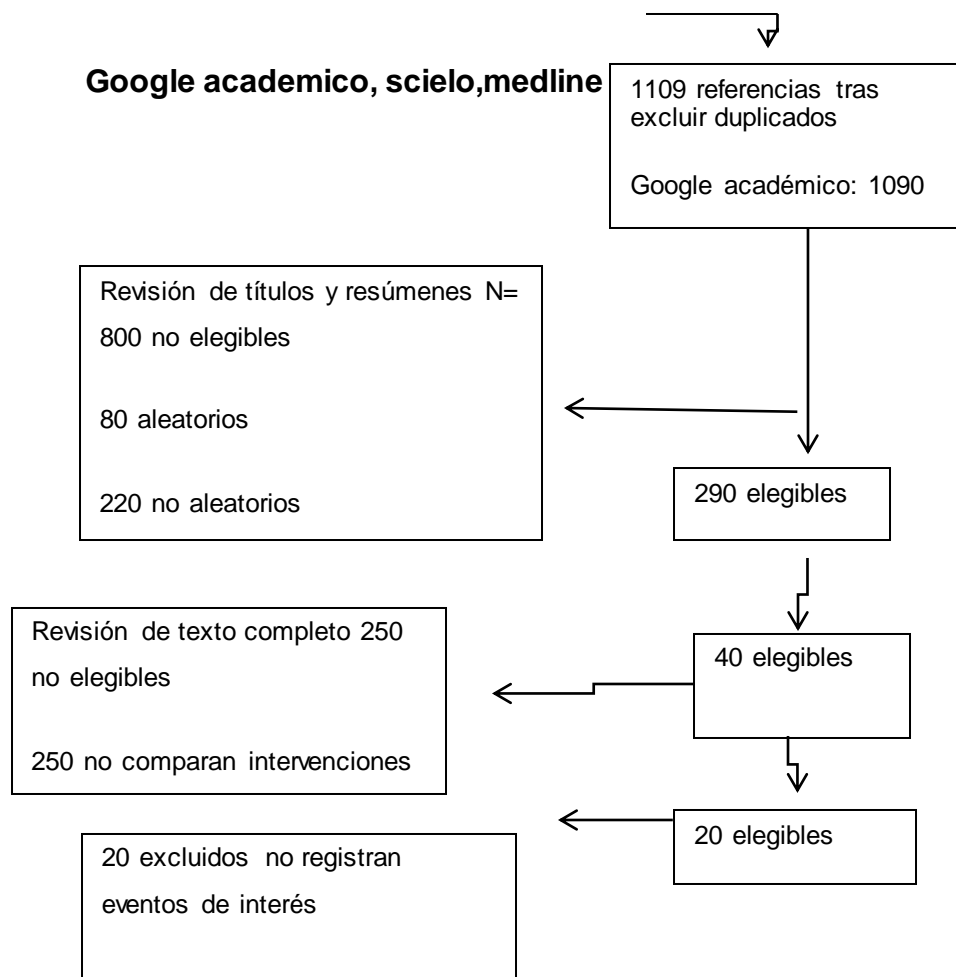 Google academico, scielo,medline
1109 referencias tras
excluir duplicados
Google académico: 1090
Revisión de títulos y resúmenes N=
800 no elegibles
80 aleatorios
220 no aleatorios
290 elegibles
Revisión de texto completo 250
no elegibles
250 no comparan intervenciones
40 elegibles
20 elegibles
20 excluidos no registran
eventos de interés